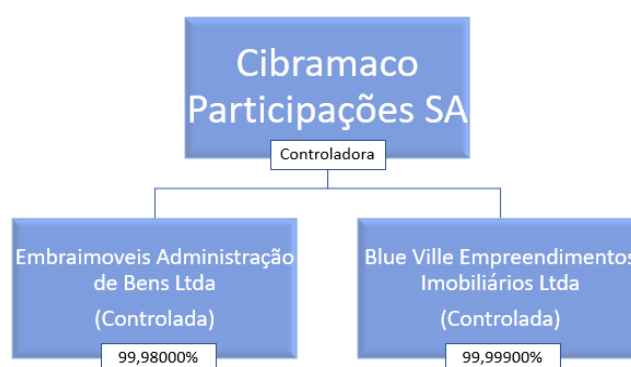 Cibramaco
Participações SA
Controladora
Embraimoveis Administração
de Bens Ltda
(Controlada)
99,98000%
Blue Ville Empreendimentos
Imobiliários Ltda
(Controlada)
99,99900%